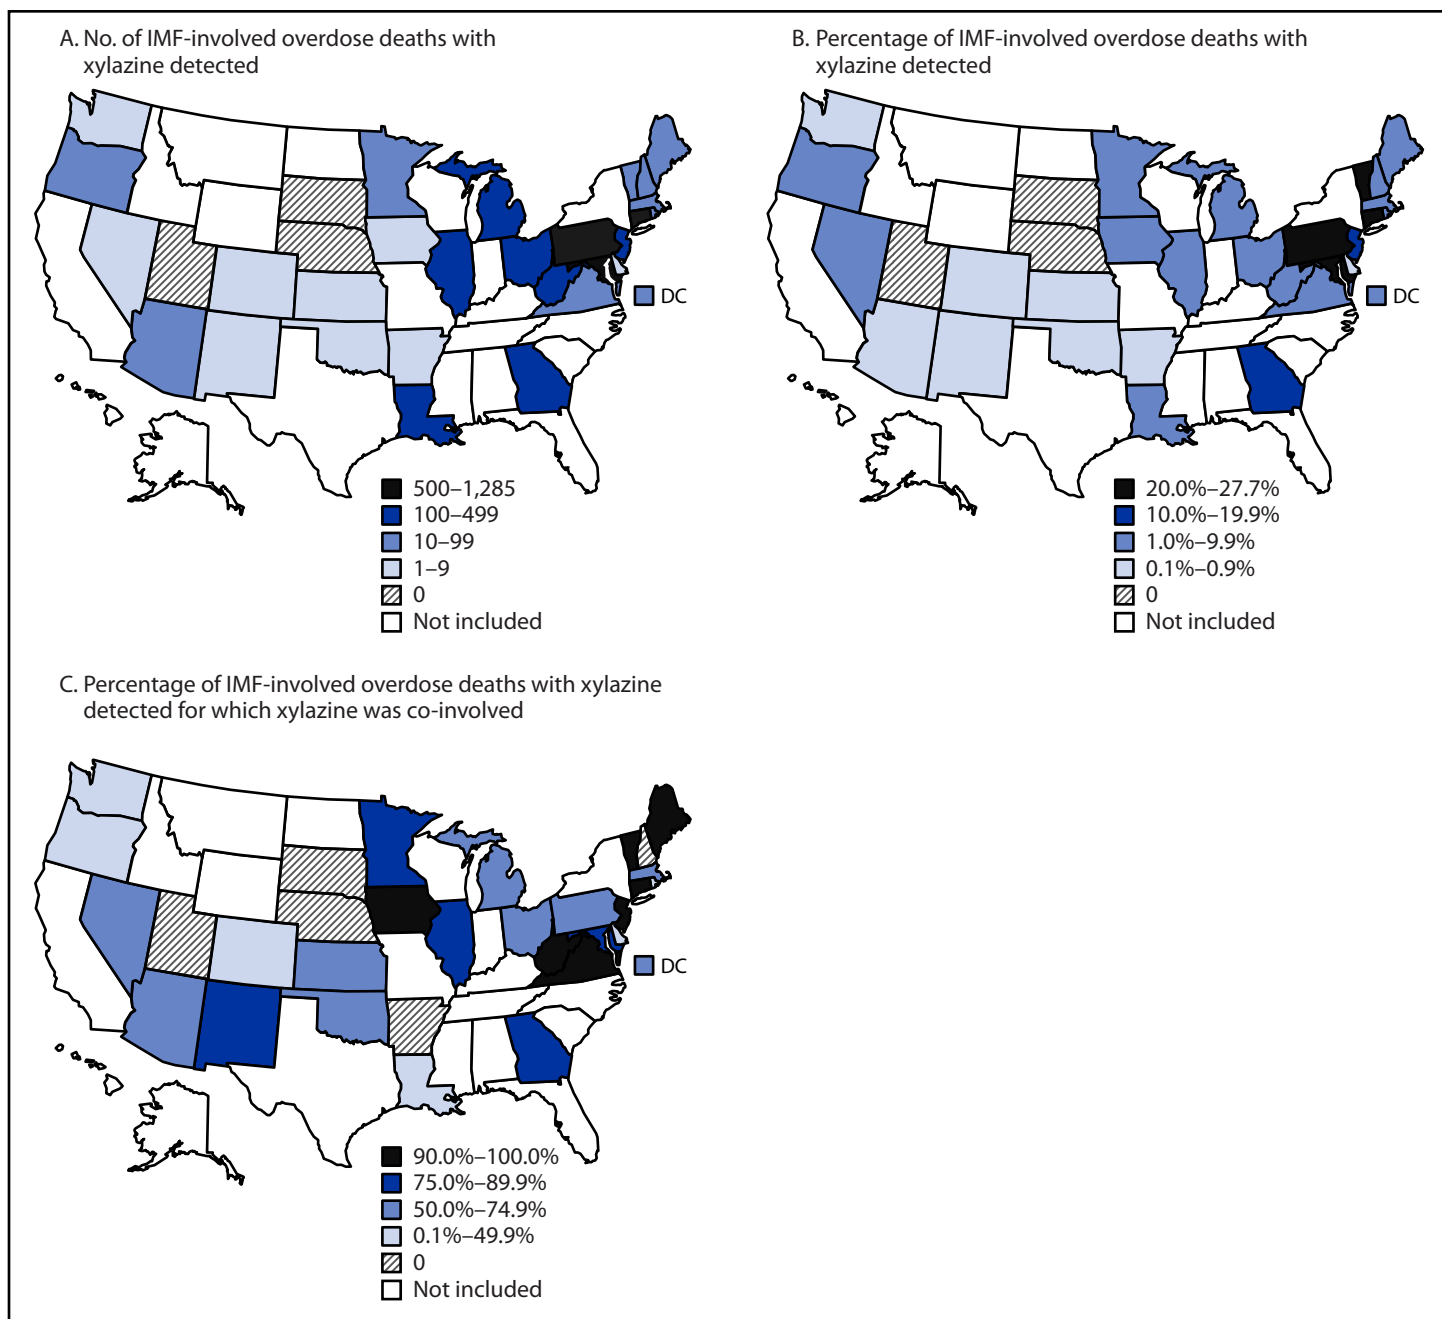 A. No. of IMF-involved overdose deaths with
xylazine detected
DC
500–1,285
100–499
10–99
1–9
0
Not included
B. Percentage of IMF-involved overdose deaths with
xylazine detected
DC
20.0%–27.7%
10.0%–19.9%
1.0%–9.9%
0.1%–0.9%
0
Not included
C. Percentage of IMF-involved overdose deaths with xylazine
detected for which xylazine was co-involved
DC
90.0%–100.0%
75.0%–89.9%
50.0%–74.9%
0.1%–49.9%
0
Not included